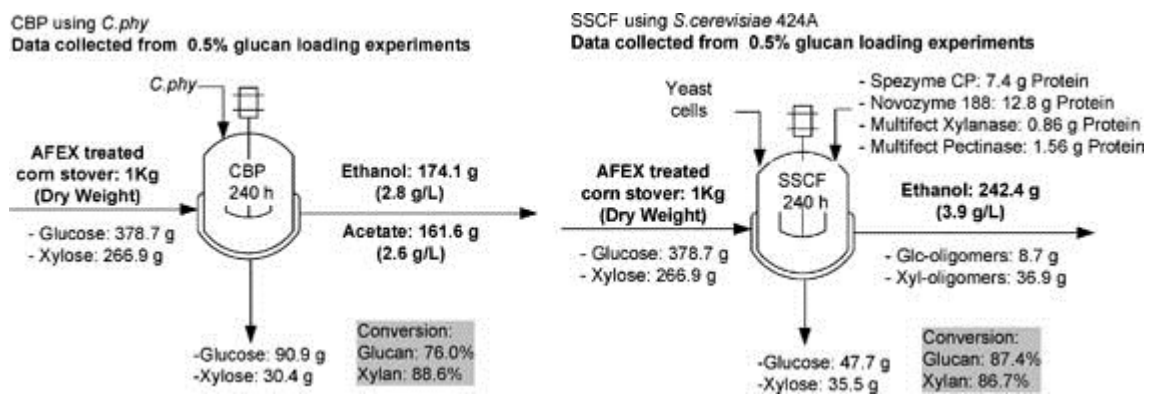 CBP using C.phy
Data collected from 0.5% glucan loading experiments
C.phy
AFEX treated
corn stover: 1Kg
(Dry Weight)
- Glucose: 378.7 g
- Xylose: 266.9 g
CBP
240 h
Ethanol: 174.1 g
(2.8 g/L)
Acetate: 161.6 g
(2.6 g/L)
-Glucose: 90.9 g
-Xylose: 30.4 g
Conversion:
Glucan: 76.0%
Xylan: 88.6%
SSCF using S.cerevisiae 424A
Data collected from 0.5% glucan loading experiments
Yeast
cells
- Spezyme CP: 7.4 g Protein
- Novozyme 188: 12.8 g Protein
- Multifect Xylanase: 0.86 g Protein
- Multifect Pectinase: 1.56 g Protein
AFEX treated
corn stover: 1Kg
(Dry Weight)
- Glucose: 378.7 g
- Xylose: 266.9 g
SSCF
240 h
Ethanol: 242.4 g
(3.9 g/L)
- Glc-oligomers: 8.7 g
- Xyl-oligomers: 36.9 g
-Glucose: 47.7 g
-Xylose: 35.5 g
Conversion:
Glucan: 87.4%
Xylan: 86.7%